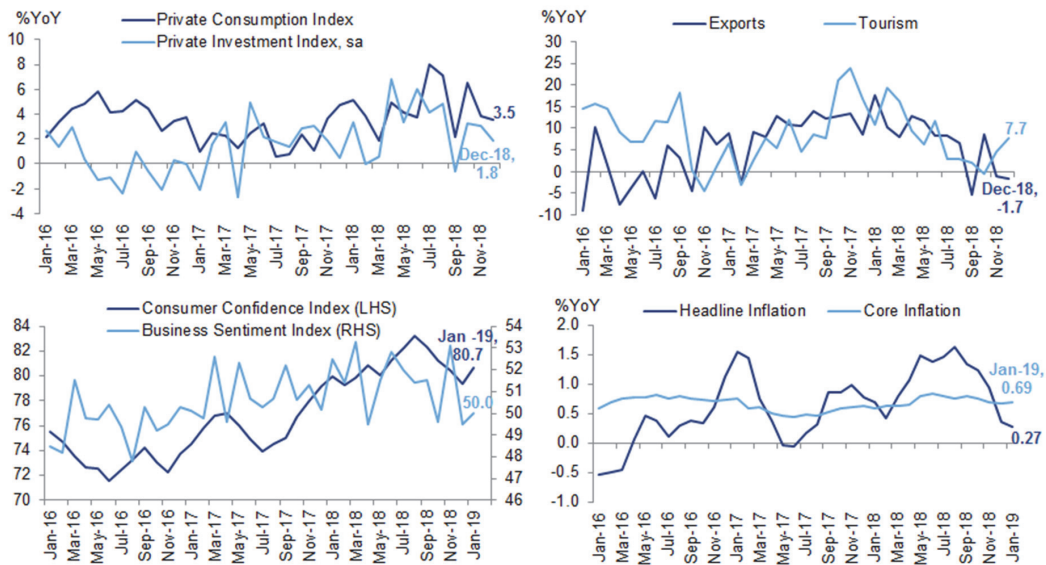 %YoY
Private Consumption Index
Private Investment Index, sa
10
8
6
4
2
0
-2
-4
3.5
Dec-18,
1.8
Jan-16
Mar-16
May-16
Jul-16
Sep-16
Nov-16
Jan-17
Mar-17
May-17
Jul-17
Sep-17
Nov-17
Jan-18
Mar-18
May-18
Jul-18
Sep-18
Nov-18
%YoY
Exports
Tourism
30
25
20
15
10
5
0
-5
-10
7.7
Dec-18,
-1.7
Jan-16
Mar-16
May-16
Jul-16
Sep-16
Nov-16
Jan-17
Mar-17
May-17
Jul-17
Sep-17
Nov-17
Jan-18
Mar-18
May-18
Jul-18
Sep-18
Nov-18
Consumer Confidence Index (LHS)
Business Sentiment Index (RHS)
84
82
80
78
76
74
72
70
Jan -19,
80.7
50.0
54
53
52
51
50
49
48
47
46
Jan-16
Mar-16
May-16
Jul-16
Sep-16
Nov-16
Jan-17
Mar-17
May-17
Jul-17
Sep-17
Nov-17
Jan-18
Mar-18
May-18
Jul-18
Sep-18
Nov-18
Jan-19
%YoY
Headline Inflation
Core Inflation
2.0
1.5
1.0
0.5
0.0
-0.5
-1.0
Jan-19,
0.69
0.27
Jan-16
Mar-16
May-16
Jul-16
Sep-16
Nov-16
Jan-17
Mar-17
May-17
Jul-17
Sep-17
Nov-17
Jan-18
Mar-18
May-18
Jul-18
Sep-18
Nov-18
Jan-19